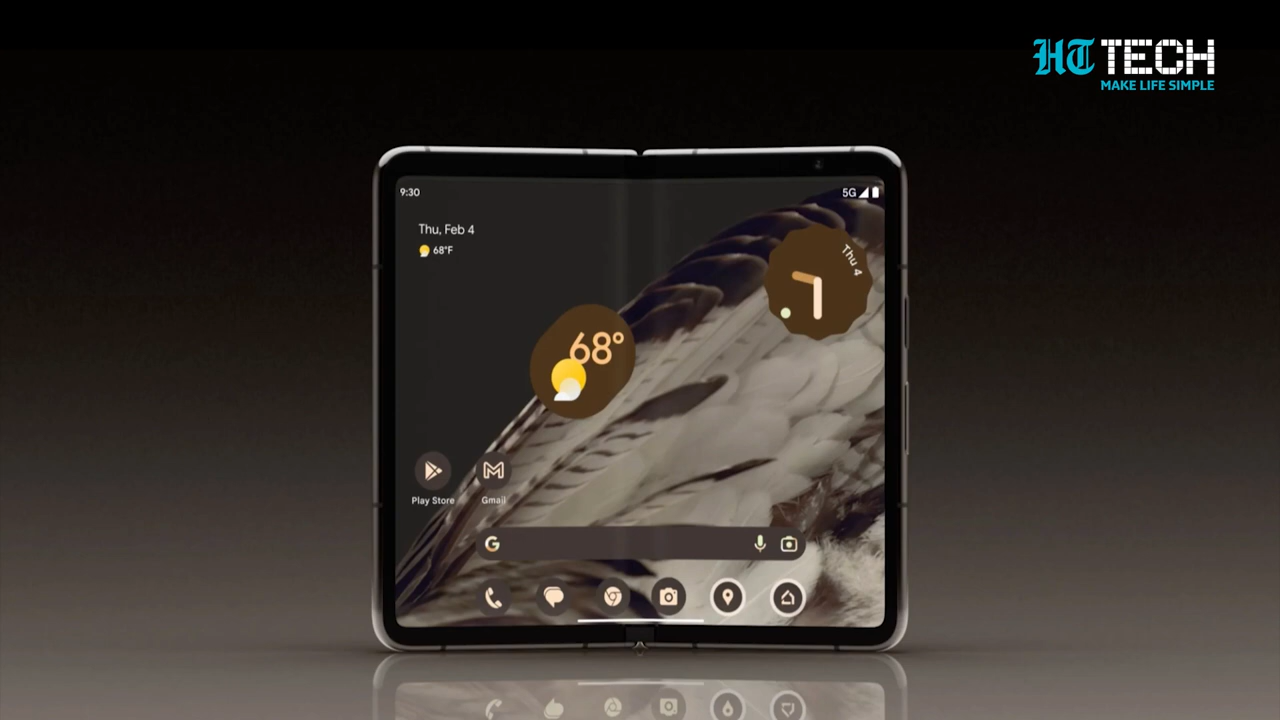 HT TECH
MAKE LIFE SIMPLE
9:30
5G
Thu, Feb 4
68°F
Thu 4
68°
Play Store
Gmail
G